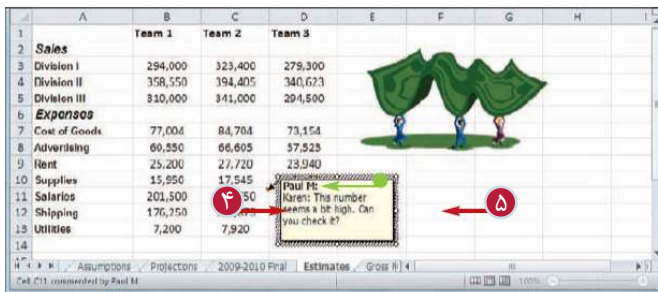 A B C D E F G H I
1 Team 1 Team 2 Team 3
2 Sales
3 Division I 294,000 323,400 279,300
4 Division II 358,550 394,405 340,623
5 Division III 310,000 341,000 294,500
6 Expenses
7 Cost of Goods 77,004 84,704 73,154
8 Advertising 60,550 66,605 57,525
9 Rent 25,200 27,720 23,940
10 Supplies 15,950 17,545
11 Salaries 201,500 50
12 Shipping 176,250
13 Utilities 7,200 7,920
14
Paul M:
Karen: This number
seems a bit high. Can
you check it?
۴
۵
Assumptions Projections 2009-2010 Final Estimates Gross
Cell C11 commented by Paul M 100%